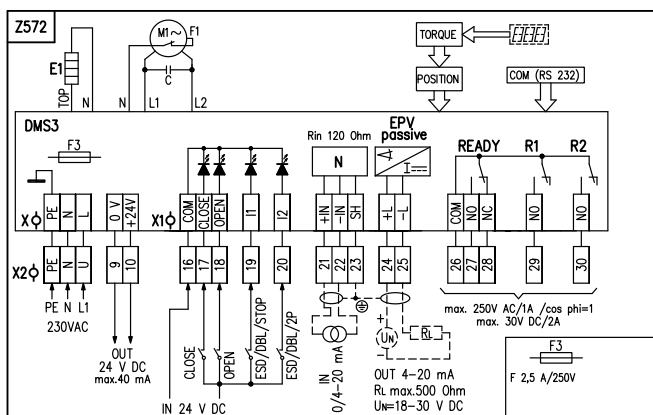 Z572
M1~
F1
E1
C
TORQUE
POSITION
COM (RS 232)
TOP
N
N
L1
L2
DMS3
F3
Rin 120 Ohm
N
EPV
passive
I
READY
R1
R2
X
PE
N
L
0 V
+24V
X1
COM
CLOSE
OPEN
I1
I2
+IN
-IN
SH
+L
-L
COM
NO
NC
NO
NO
X2
PE
N
U
9
10
16
17
18
19
20
21
22
23
24
25
26
27
28
29
30
PE N L1
230VAC
OUT
24 V DC
max.40 mA
CLOSE
OPEN
ESD/DBL/STOP
ESD/DBL/2P
IN 24 V DC
IN
0/4-20 mA
+
UN
-
RL
OUT 4-20 mA
RL max.500 Ohm
UN=18-30 V DC
max. 250V AC/1A /cos phi=1
max. 30V DC/2A
F3
F 2,5 A/250V